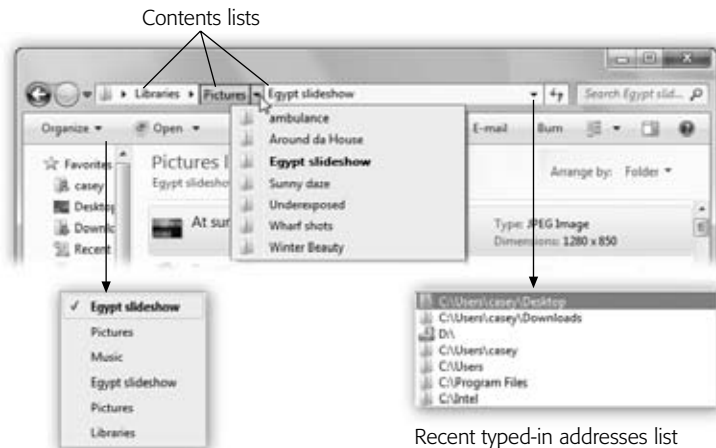 Contents lists
Libraries Pictures Egypt slideshow Search Egypt slid...
Organize Open E-mail Burn
ambulance
Around da House
Egypt slideshow
Sunny daze
Underexposed
Wharf shots
Winter Beauty
Favorites
casey
Desktop
Downlo
Recent
Pictures l
Egypt slidesho
Arrange by: Folder
At sun
Type: JPEG Image
Dimensions: 1280 x 850
✓ Egypt slideshow
Pictures
Music
Egypt slideshow
Pictures
Libraries
C:\Users\casey\Desktop
C:\Users\casey\Downloads
D:\
C:\Users\casey
C:\Users
C:\Program Files
C:\Intel
Recent typed-in addresses list